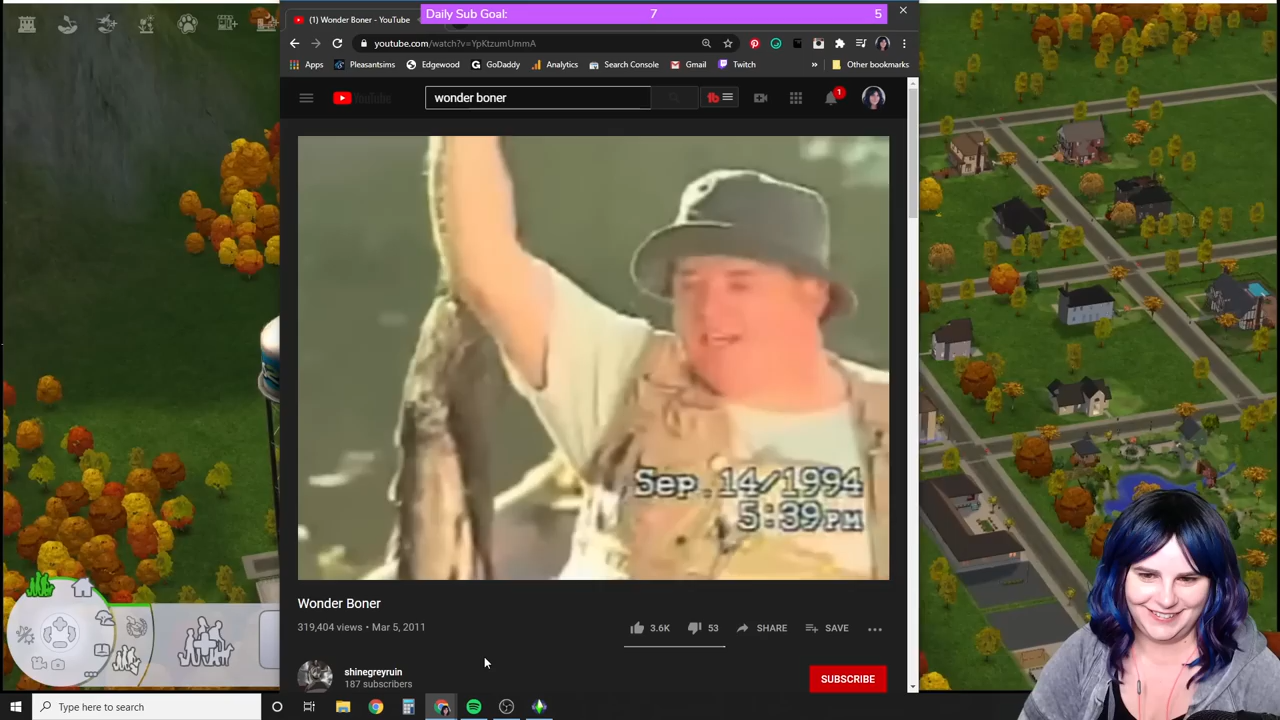 Daily Sub Goal: 7 5
(1) Wonder Boner - YouTube
youtube.com/watch?v=YpKtzumUmmA
Apps Pleasantsims Edgewood GoDaddy Analytics Search Console Gmail Twitch » Other bookmarks
YouTube wonder boner 1
Sep.14/1994
5:39PM
Wonder Boner
319,404 views • Mar 5, 2011 3.6K 53 SHARE SAVE
shinegreyruin
187 subscribers
SUBSCRIBE
Type here to search